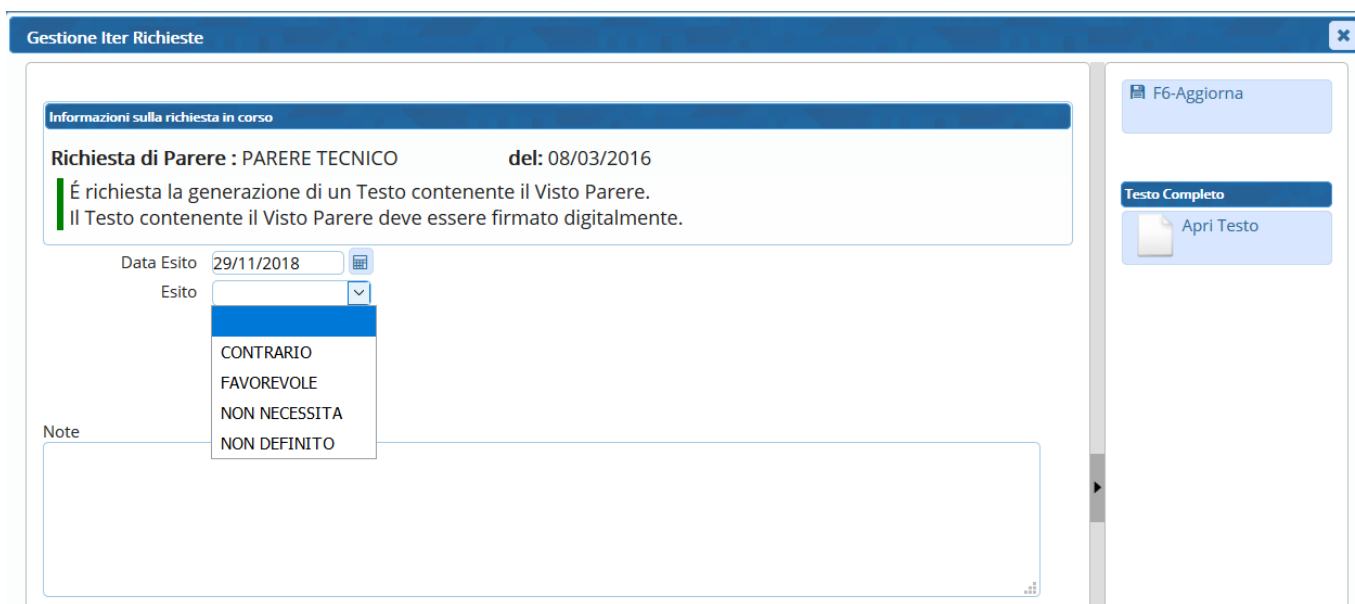 Gestione Iter Richieste
Informazioni sulla richiesta in corso
Richiesta di Parere : PARERE TECNICO del: 08/03/2016
É richiesta la generazione di un Testo contenente il Visto Parere.
Il Testo contenente il Visto Parere deve essere firmato digitalmente.
Data Esito 29/11/2018
Esito
CONTRARIO
FAVOREVOLE
NON NECESSITA
NON DEFINITO
Note
F6-Aggiorna
Testo Completo
Apri Testo